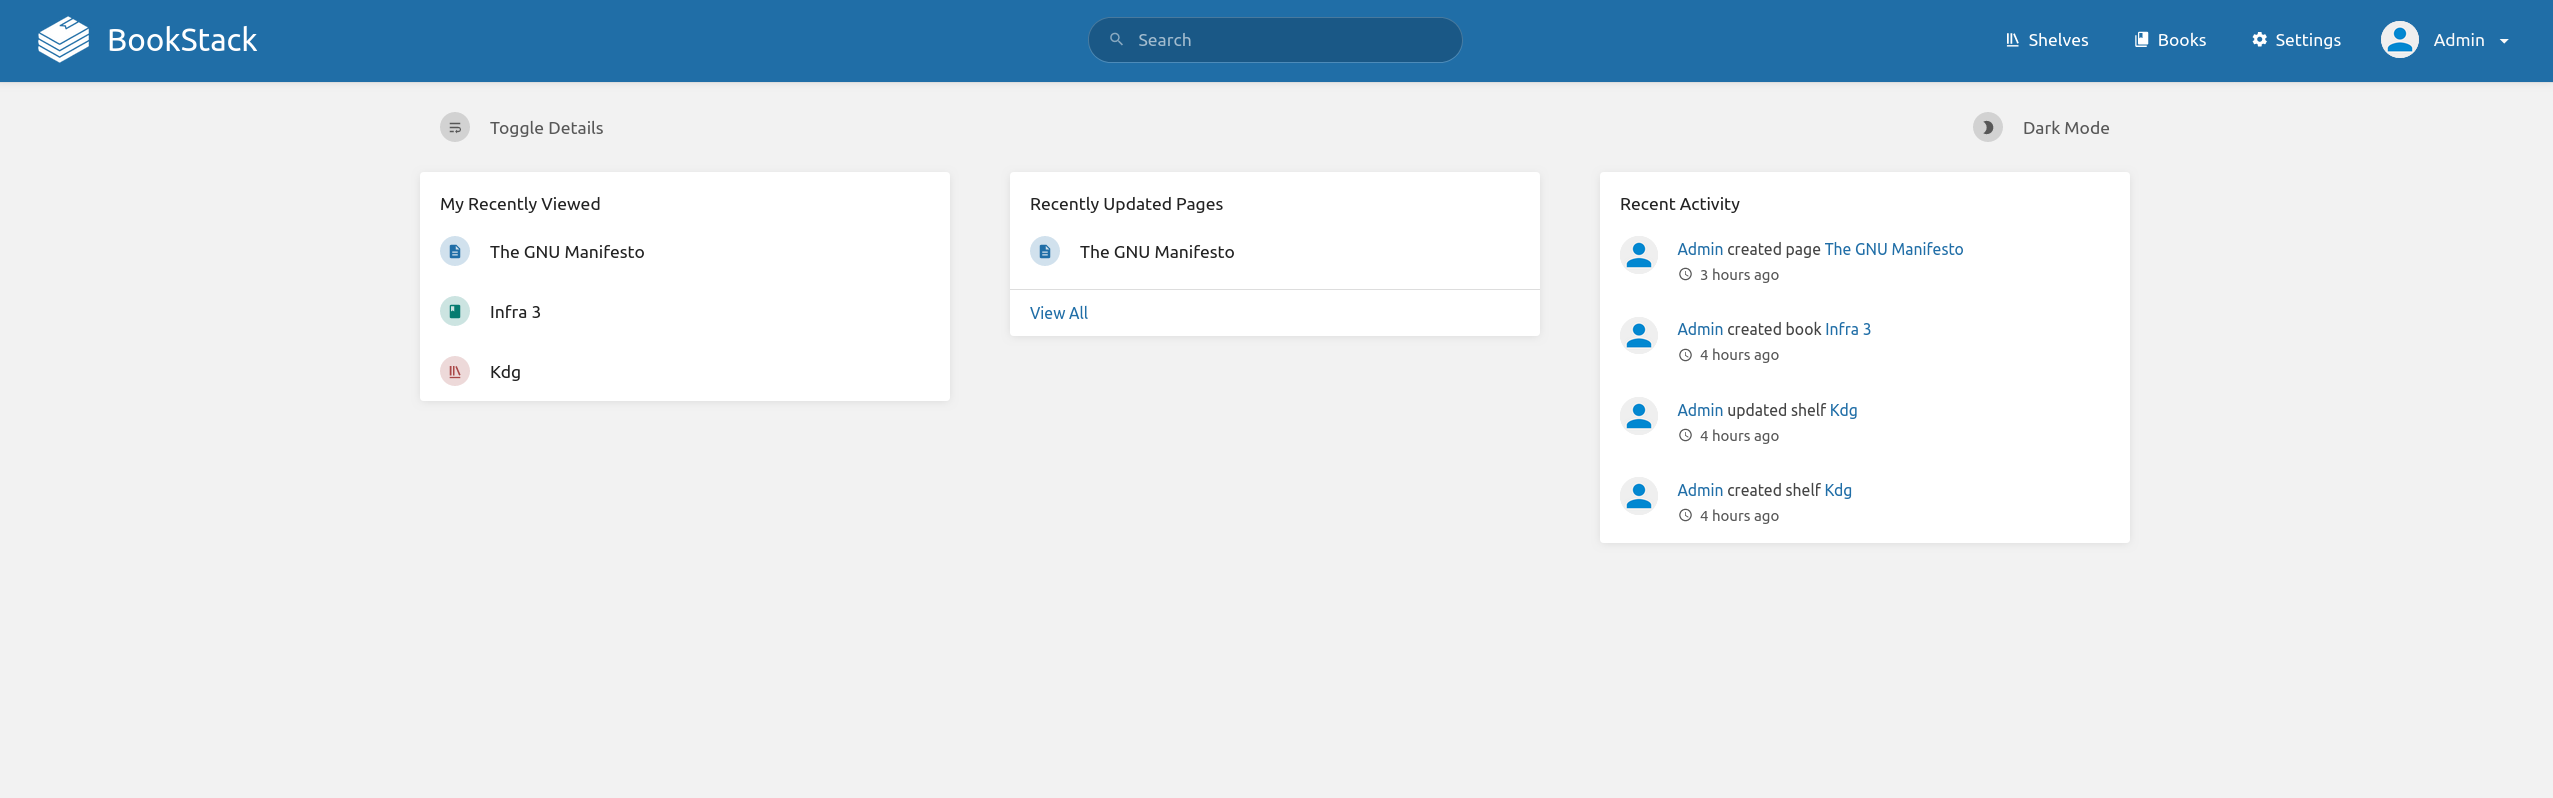 BookStack
Search
Shelves
Books
Settings
Admin
Toggle Details
Dark Mode
My Recently Viewed
The GNU Manifesto
Infra 3
Kdg
Recently Updated Pages
The GNU Manifesto
View All
Recent Activity
Admin created page The GNU Manifesto
3 hours ago
Admin created book Infra 3
4 hours ago
Admin updated shelf Kdg
4 hours ago
Admin created shelf Kdg
4 hours ago